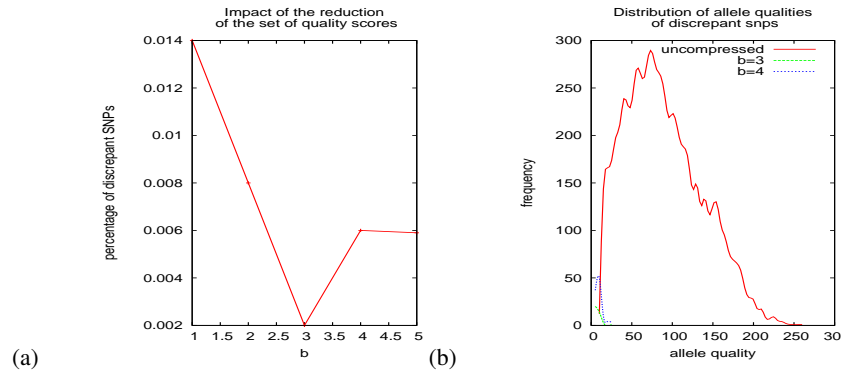 Impact of the reduction
of the set of quality scores
0.014
0.012
0.01
0.008
0.006
0.004
0.002
percentage of discrepant SNPs
1 1.5 2 2.5 3 3.5 4 4.5 5
b
(a)
Distribution of allele qualities
of discrepant snps
300
250
200
150
100
50
0
frequency
uncompressed
b=3
b=4
0 50 100 150 200 250 30
allele quality
(b)